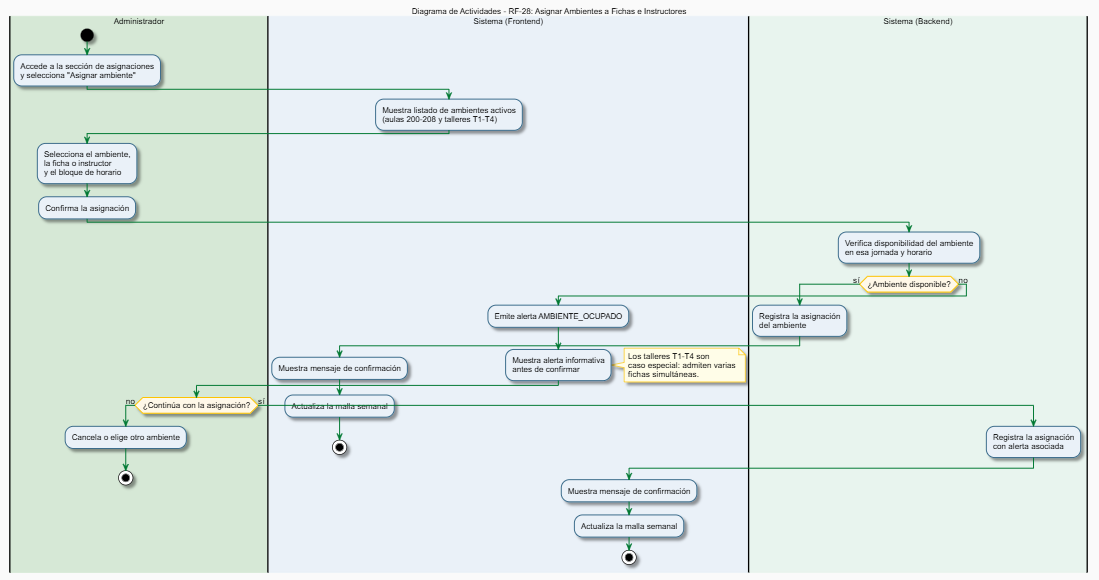 Diagrama de Actividades - RF-28: Asignar Ambientes a Fichas e Instructores
Administrador
Sistema (Frontend)
Sistema (Backend)
Accede a la sección de asignaciones
y selecciona "Asignar ambiente"
Muestra listado de ambientes activos
(aulas 200-208 y talleres T1-T4)
Selecciona el ambiente,
la ficha o instructor
y el bloque de horario
Confirma la asignación
Verifica disponibilidad del ambiente
en esa jornada y horario
sí
¿Ambiente disponible?
no
Emite alerta AMBIENTE_OCUPADO
Registra la asignación
del ambiente
Muestra mensaje de confirmación
Muestra alerta informativa
antes de confirmar
Los talleres T1-T4 son
caso especial: admiten varias
fichas simultáneas.
no
¿Continúa con la asignación?
sí
Actualiza la malla semanal
Cancela o elige otro ambiente
Registra la asignación
con alerta asociada
Muestra mensaje de confirmación
Actualiza la malla semanal